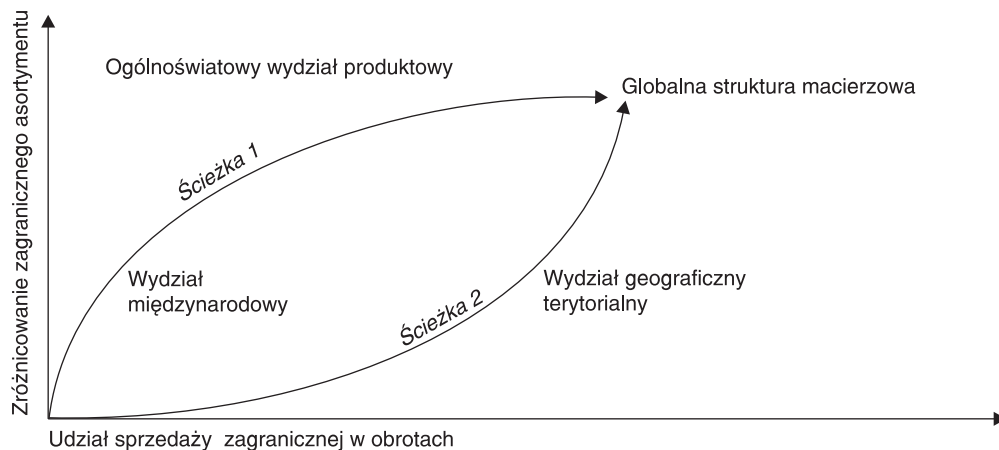 Zróżnicowanie zagranicznego asortymentu
Ogólnoświatowy wydział produktowy
Globalna struktura macierzowa
Ścieżka 1
Wydział
międzynarodowy
Wydział geograficzny
terytorialny
Ścieżka 2
Udział sprzedaży zagranicznej w obrotach